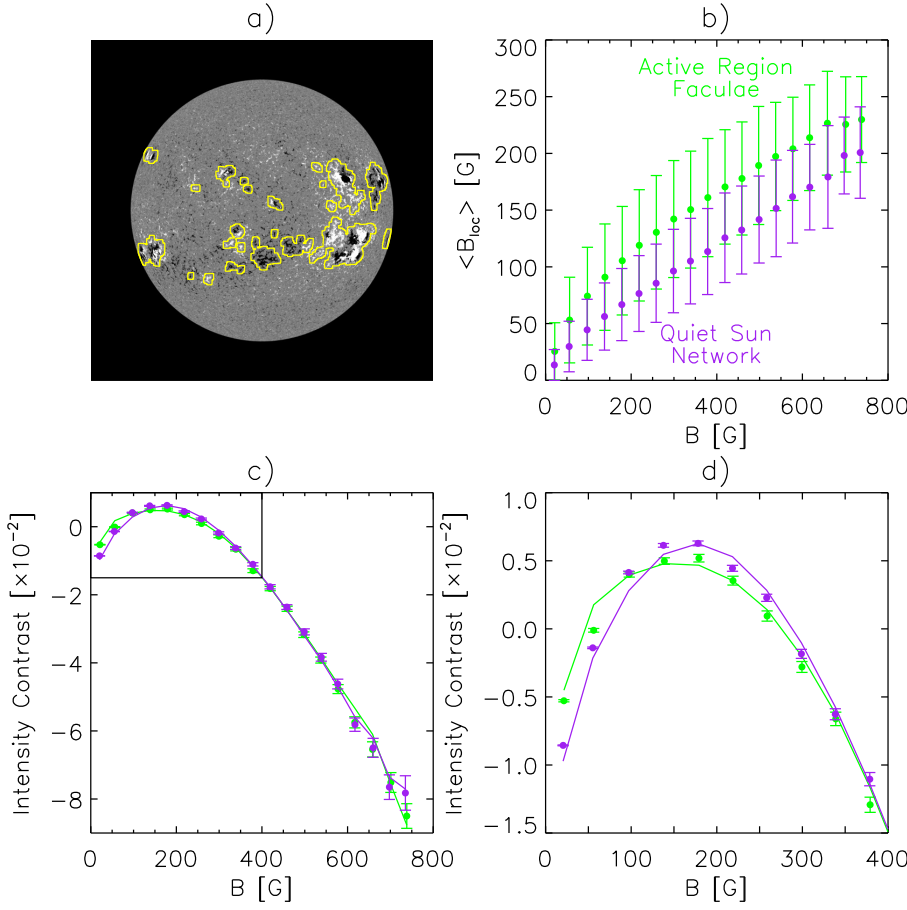 a)
b)
300
250
200
150
100
50
0
<B_loc> [G]
Active Region
Faculae
Quiet Sun
Network
0 200 400 600 800
B [G]
c)
d)
0
−2
−4
−6
−8
Intensity Contrast [×10^−2]
0 200 400 600 800
B [G]
1.0
0.5
0.0
−0.5
−1.0
−1.5
Intensity Contrast [×10^−2]
0 100 200 300 400
B [G]